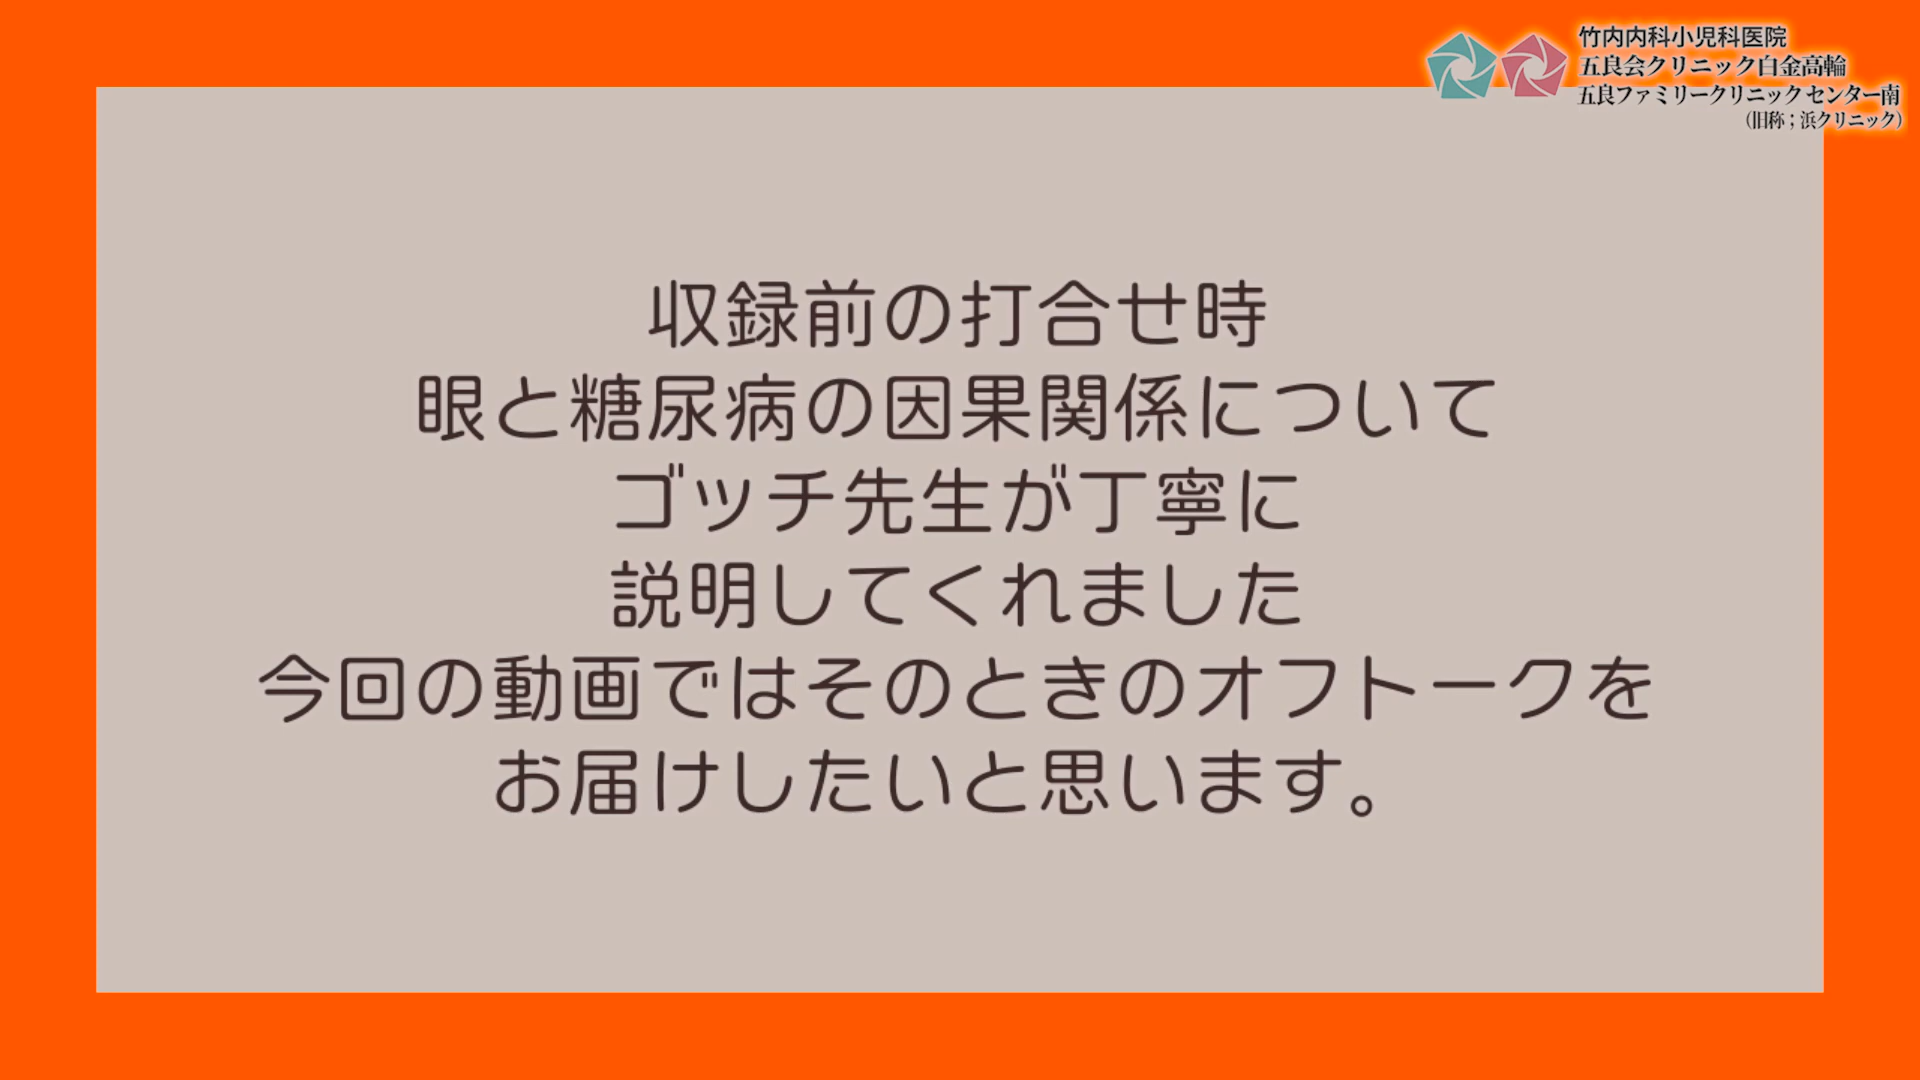 竹内内科小児科医院
五良会クリニック白金高輪
五良ファミリークリニックセンター南
（旧称；浜クリニック）
収録前の打合せ時
眼と糖尿病の因果関係について
ゴッチ先生が丁寧に
説明してくれました
今回の動画ではそのときのオフトークを
お届けしたいと思います。